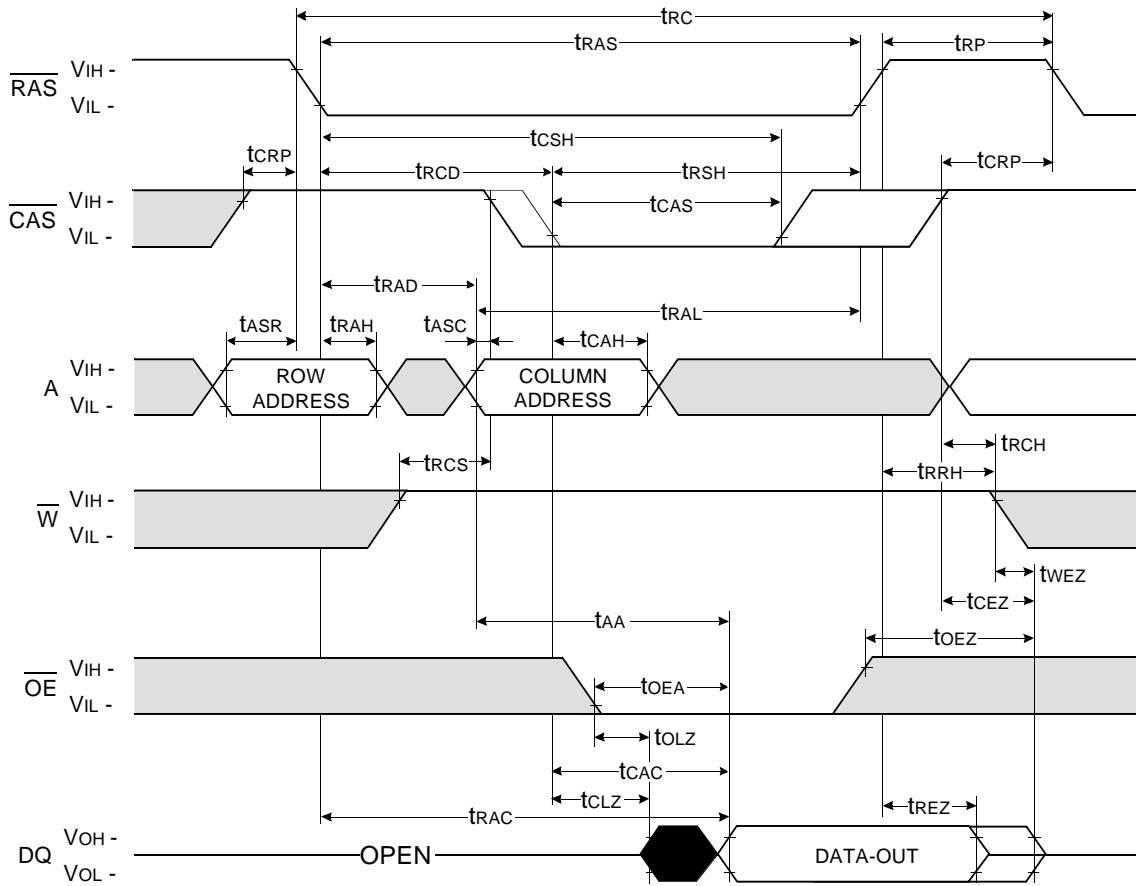 tRC
tRAS
tRP
RAS
VIH -
VIL -
tCSH
tCRP
tRCD
tRSH
tCRP
CAS
VIH -
VIL -
tCAS
tRAD
tRAL
tASR
tRAH
tASC
tCAH
A
VIH -
VIL -
ROW
ADDRESS
COLUMN
ADDRESS
tRCS
tRCH
tRRH
W
VIH -
VIL -
tWEZ
tCEZ
tAA
tOEZ
OE
VIH -
VIL -
tOEA
tOLZ
tCAC
tCLZ
tREZ
tRAC
DQ
VOH -
VOL -
OPEN
DATA-OUT